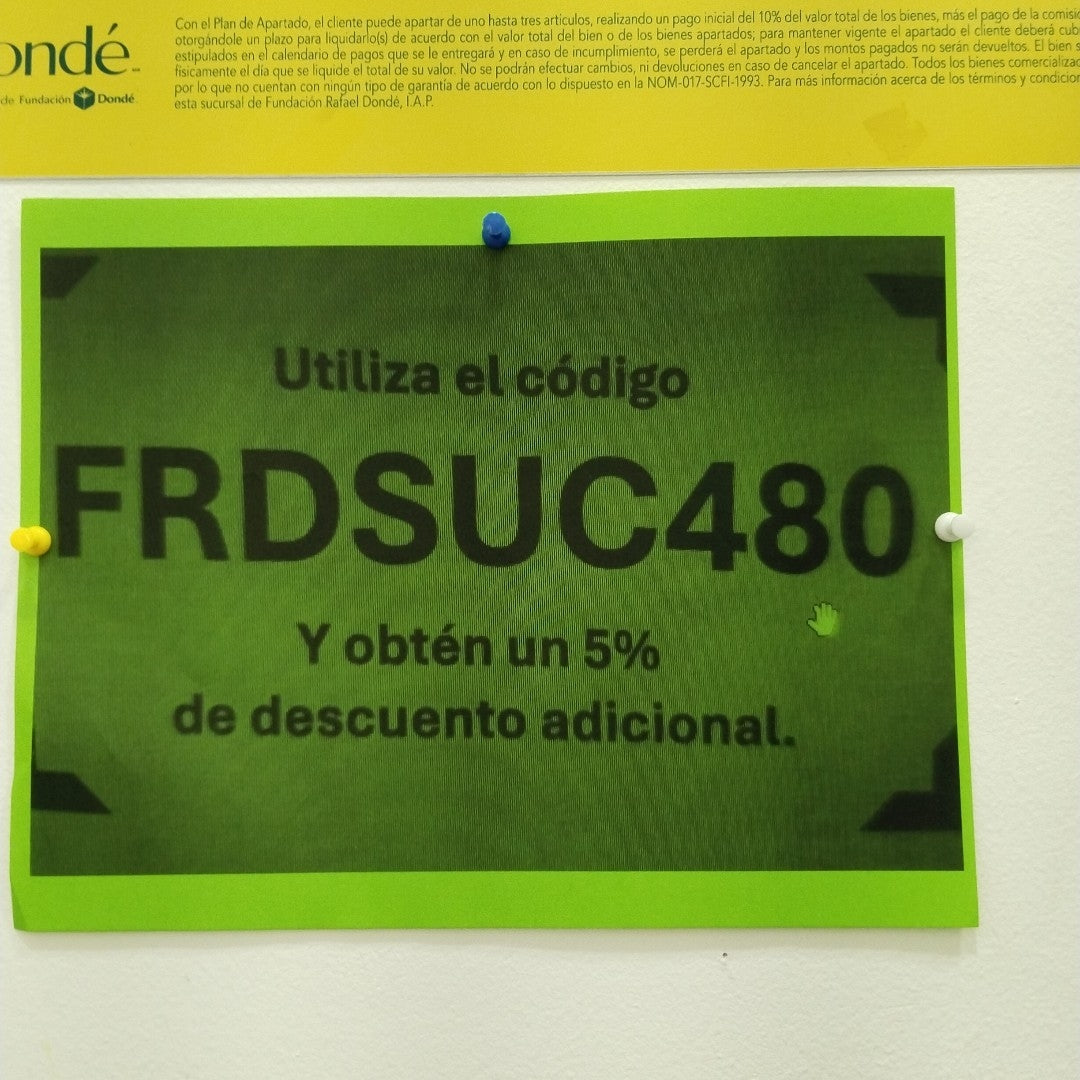 ondé
de Fundación Dondé
Con el Plan de Apartado, el cliente puede apartar de uno hasta tres artículos, realizando un pago inicial del 10% del valor total de los bienes, más el pago de la
otorgándole un plazo para liquidarlo(s) de acuerdo con el valor total del bien o de los bienes apartados; para mantener vigente el apartado el cliente deberá
estipulados en el calendario de pagos que se le entregará y en caso de incumplimiento, se perderá el apartado y los montos pagados no serán devueltos. El bien
físicamente el día que se liquide el total de su valor. No se podrán efectuar cambios, ni devoluciones en caso de cancelar el apartado. Todos los bienes
por lo que no cuentan con ningún tipo de garantía de acuerdo con lo dispuesto en la NOM-017-SCFI-1993. Para más información acerca de los términos y
esta sucursal de Fundación Rafael Dondé, I.A.P.
Utiliza el código
FRDSUC480
Y obtén un 5%
de descuento adicional.